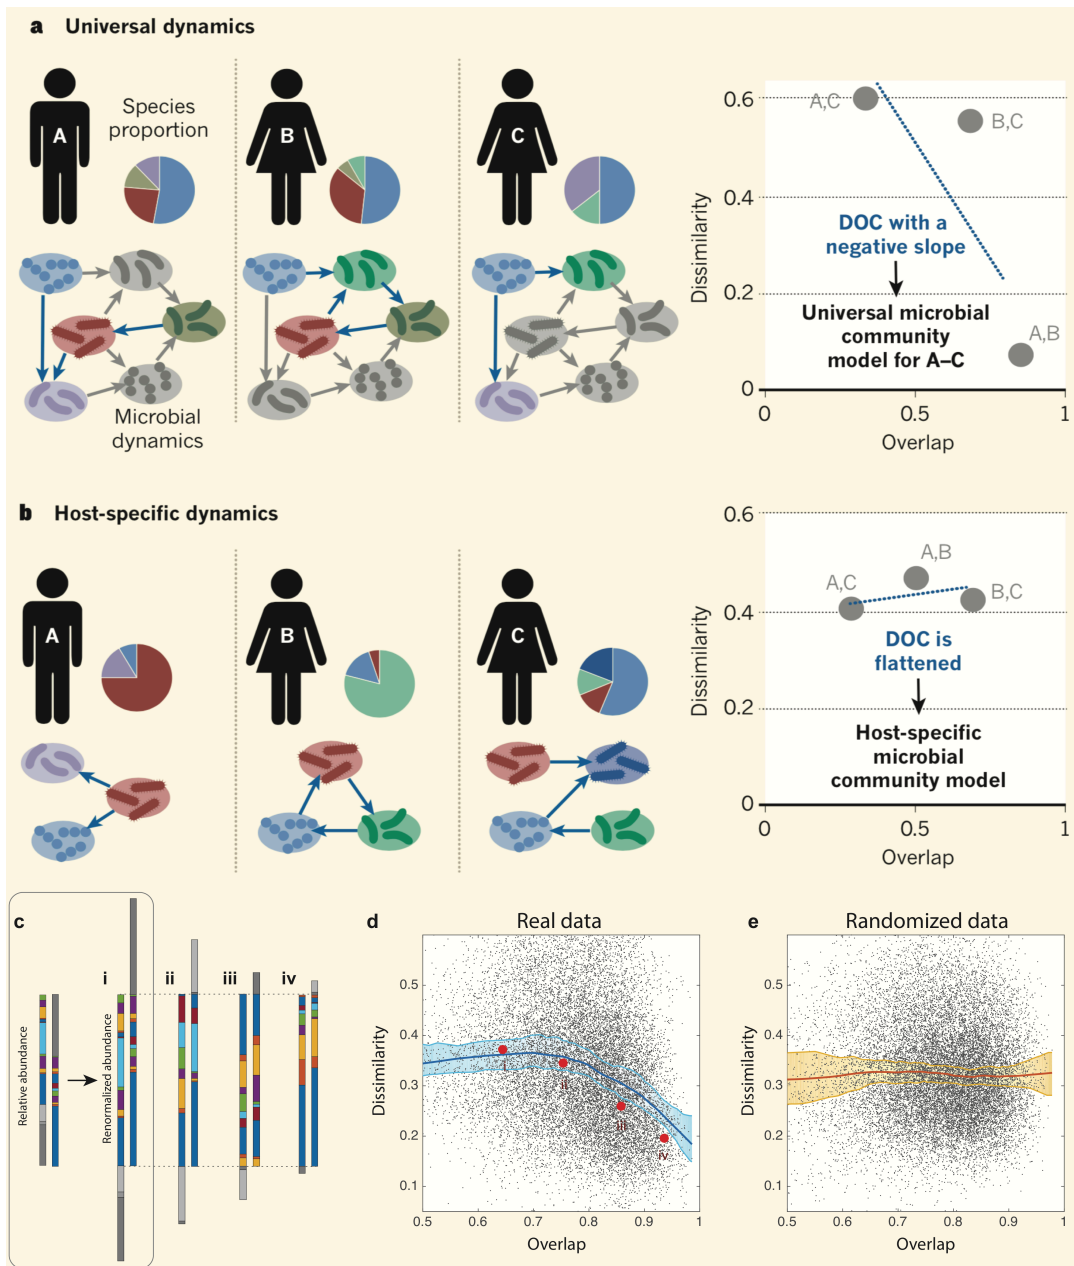 a Universal dynamics
A
Species
proportion
B
C
Microbial
dynamics
Dissimilarity
0.6
0.4
0.2
0
A,C
B,C
DOC with a
negative slope
Universal microbial
community
model for A–C
A,B
0
0.5
1
Overlap
b Host-specific dynamics
A
B
C
Dissimilarity
0.6
0.4
0.2
0
A,B
A,C
B,C
DOC is
flattened
Host-specific
microbial
community model
0
0.5
1
Overlap
c
Relative abundance
Renormalized abundance
i
ii
iii
iv
d
Real data
Dissimilarity
0.5
0.4
0.3
0.2
0.1
i
ii
iii
iv
0.5
0.6
0.7
0.8
0.9
1
Overlap
e
Randomized data
Dissimilarity
0.5
0.4
0.3
0.2
0.1
0.5
0.6
0.7
0.8
0.9
1
Overlap